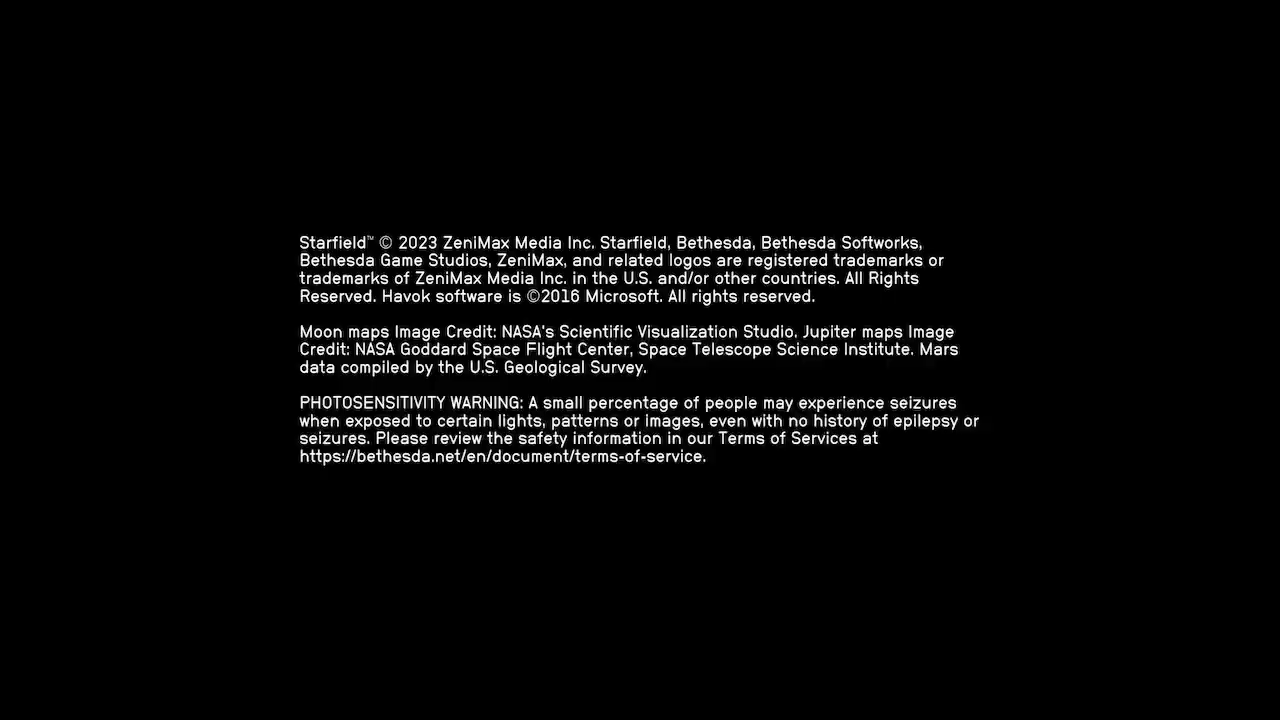 Starfield™ © 2023 ZeniMax Media Inc. Starfield, Bethesda, Bethesda Softworks,
Bethesda Game Studios, ZeniMax, and related logos are registered trademarks or
trademarks of ZeniMax Media Inc. in the U.S. and/or other countries. All Rights
Reserved. Havok software is ©2016 Microsoft. All rights reserved.
Moon maps Image Credit: NASA's Scientific Visualization Studio. Jupiter maps Image
Credit: NASA Goddard Space Flight Center, Space Telescope Science Institute. Mars
data compiled by the U.S. Geological Survey.
PHOTOSENSITIVITY WARNING: A small percentage of people may experience seizures
when exposed to certain lights, patterns or images, even with no history of epilepsy or
seizures. Please review the safety information in our Terms of Services at
https://bethesda.net/en/document/terms-of-service.